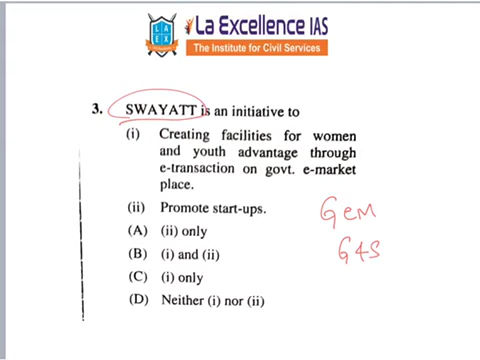 La Excellence IAS
The Institute for Civil Services
3. SWAYATT is an initiative to
(i) Creating facilities for women
and youth advantage through
e-transaction on govt. e-market
place.
(ii) Promote start-ups.
GeM
(A) (ii) only
(B) (i) and (ii)
G4S
(C) (i) only
(D) Neither (i) nor (ii)